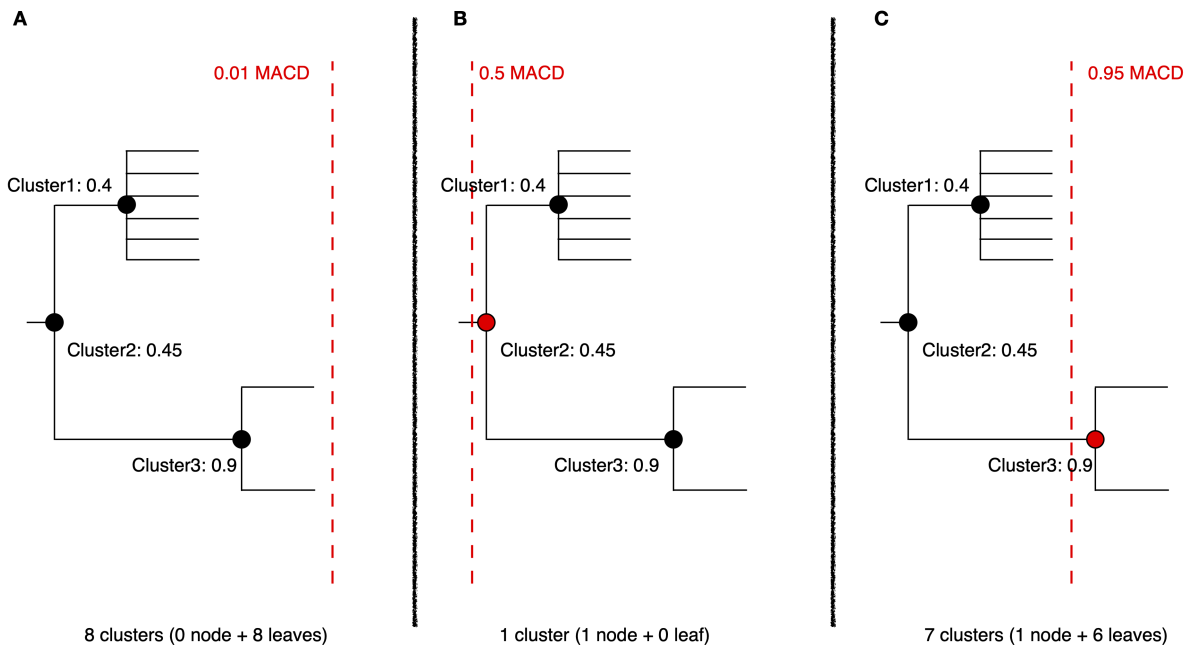 A
0.01 MACD
Cluster1: 0.4
Cluster2: 0.45
Cluster3: 0.9
8 clusters (0 node + 8 leaves)
B
0.5 MACD
Cluster1: 0.4
Cluster2: 0.45
Cluster3: 0.9
1 cluster (1 node + 0 leaf)
C
0.95 MACD
Cluster1: 0.4
Cluster2: 0.45
Cluster3: 0.9
7 clusters (1 node + 6 leaves)